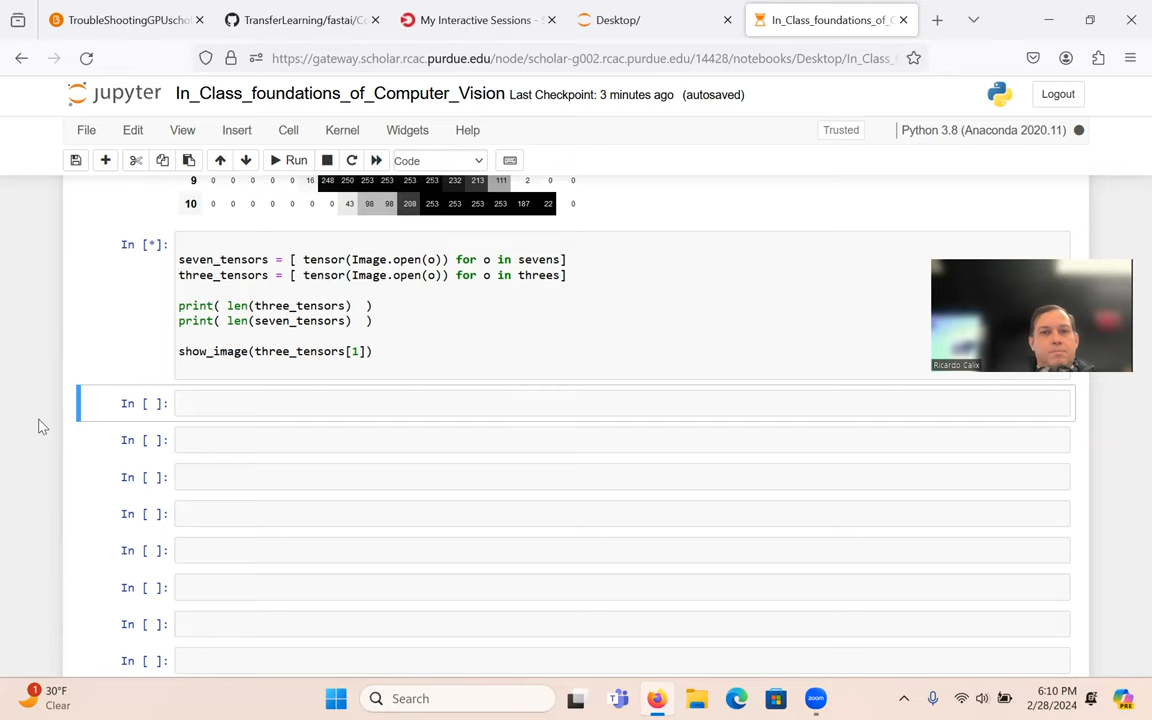 TroubleShootingGPUschol
TransferLearning/fastai/Co
My Interactive Sessions - S
Desktop/
In_Class_foundations_of_C
https://gateway.scholar.rcac.purdue.edu/node/scholar-g002.rcac.purdue.edu/14428/notebooks/Desktop/In_Class_
jupyter In_Class_foundations_of_Computer_Vision Last Checkpoint: 3 minutes ago (autosaved) Logout
File Edit View Insert Cell Kernel Widgets Help Trusted Python 3.8 (Anaconda 2020.11)
Run Code
9 0 0 0 0 16 248 250 253 253 253 232 213 111 2 0 0
10 0 0 0 0 0 0 43 98 98 208 253 253 253 253 187 22 0
In [*]:
seven_tensors = [ tensor(Image.open(o)) for o in sevens]
three_tensors = [ tensor(Image.open(o)) for o in threes]
print( len(three_tensors) )
print( len(seven_tensors) )
show_image(three_tensors[1])
Ricardo Calix
In [ ]:
In [ ]:
In [ ]:
In [ ]:
In [ ]:
In [ ]:
In [ ]:
In [ ]:
1
30°F
Clear
Search
6:10 PM
2/28/2024
PRE